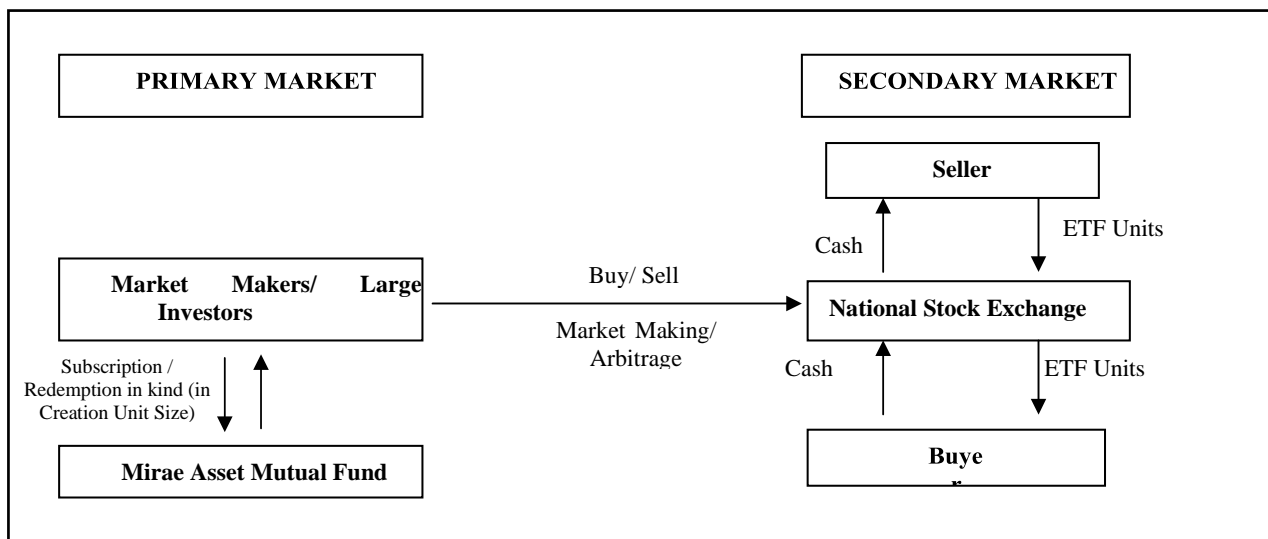 PRIMARY MARKET
SECONDARY MARKET
Seller
Cash
ETF Units
Market Makers/ Large
Investors
Buy/ Sell
Market Making/
Arbitrage
National Stock Exchange
Subscription /
Redemption in kind (in
Creation Unit Size)
Cash
ETF Units
Mirae Asset Mutual Fund
Buye
r